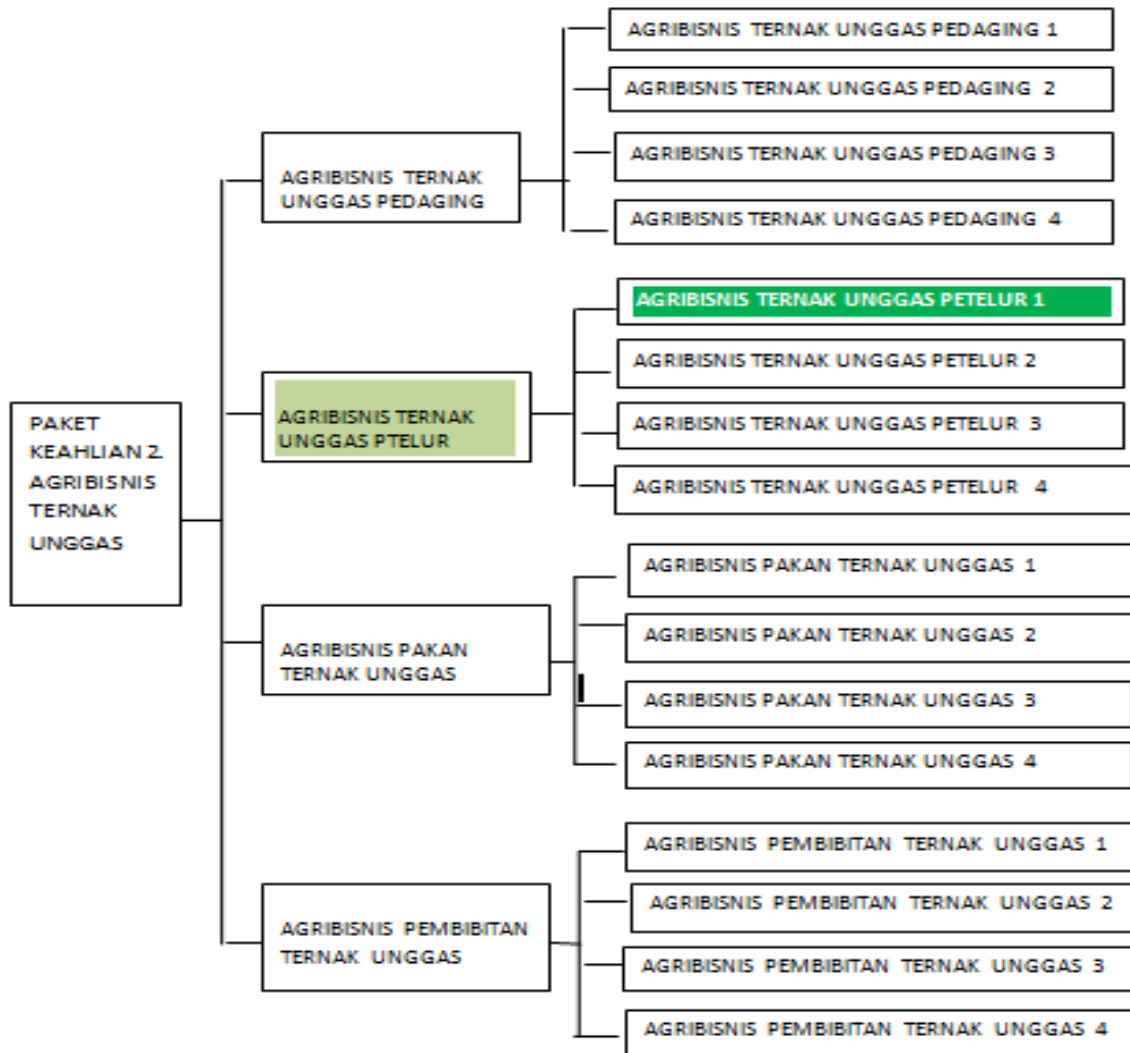 PAKET
KEAHLIAN 2.
AGRIBISNIS
TERNAK
UNGGAS
AGRIBISNIS TERNAK
UNGGAS PEDAGING
AGRIBISNIS TERNAK UNGGAS PEDAGING 1
AGRIBISNIS TERNAK UNGGAS PEDAGING 2
AGRIBISNIS TERNAK UNGGAS PEDAGING 3
AGRIBISNIS TERNAK UNGGAS PEDAGING 4
AGRIBISNIS TERNAK
UNGGAS PTELUR
AGRIBISNIS TERNAK UNGGAS PETELUR 1
AGRIBISNIS TERNAK UNGGAS PETELUR 2
AGRIBISNIS TERNAK UNGGAS PETELUR 3
AGRIBISNIS TERNAK UNGGAS PETELUR 4
AGRIBISNIS PAKAN
TERNAK UNGGAS
AGRIBISNIS PAKAN TERNAK UNGGAS 1
AGRIBISNIS PAKAN TERNAK UNGGAS 2
AGRIBISNIS PAKAN TERNAK UNGGAS 3
AGRIBISNIS PAKAN TERNAK UNGGAS 4
AGRIBISNIS PEMBIBITAN
TERNAK UNGGAS
AGRIBISNIS PEMBIBITAN TERNAK UNGGAS 1
AGRIBISNIS PEMBIBITAN TERNAK UNGGAS 2
AGRIBISNIS PEMBIBITAN TERNAK UNGGAS 3
AGRIBISNIS PEMBIBITAN TERNAK UNGGAS 4